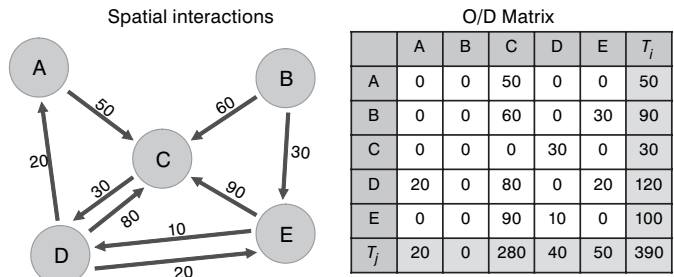 Spatial interactions
A
B
50
60
C
20
30
30
80
90
D
10
E
20
O/D Matrix
A B C D E Ti
A 0 0 50 0 0 50
B 0 0 60 0 30 90
C 0 0 0 30 0 30
D 20 0 80 0 20 120
E 0 0 90 10 0 100
Tj 20 0 280 40 50 390